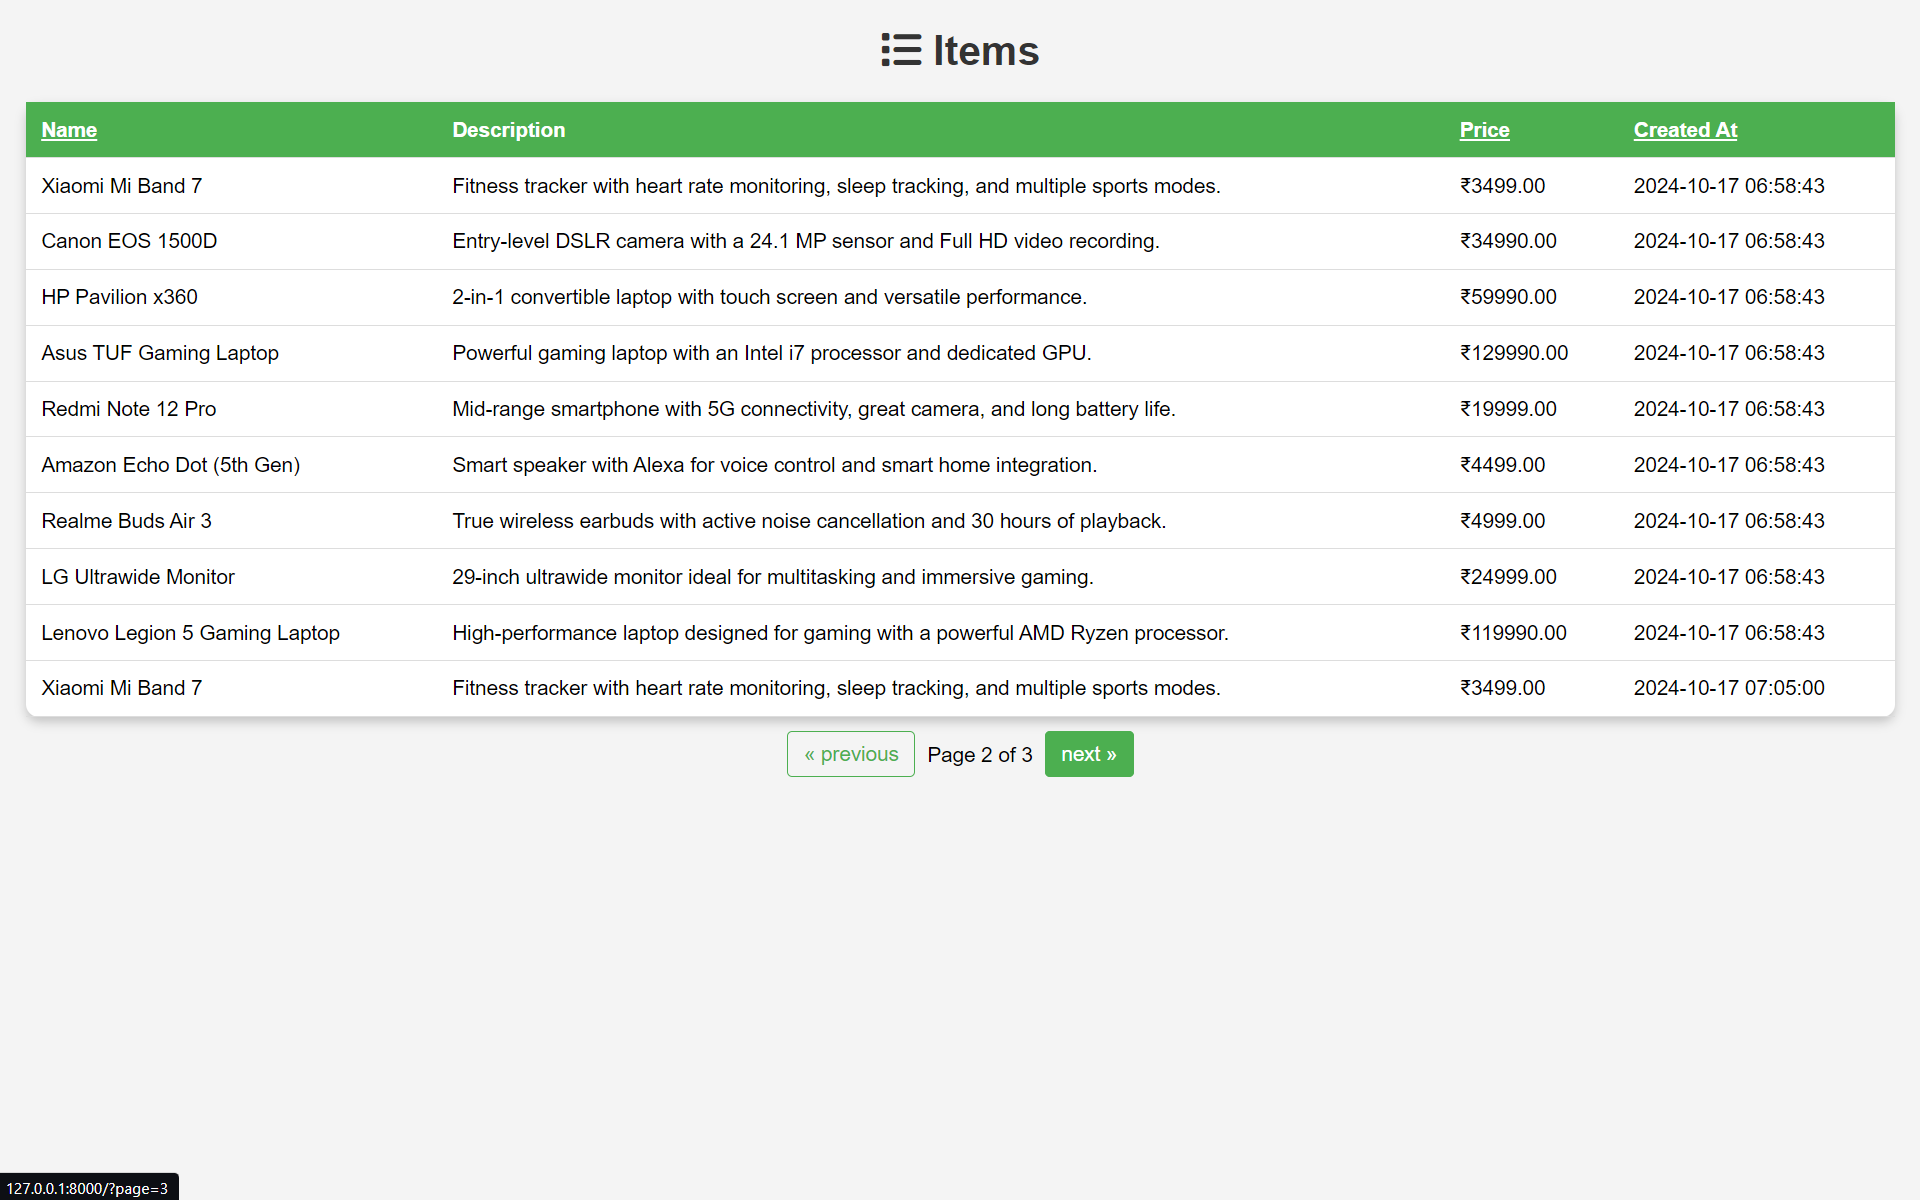 Items
Name Description Price Created At
Xiaomi Mi Band 7 Fitness tracker with heart rate monitoring, sleep tracking, and multiple sports modes. ₹3499.00 2024-10-17 06:58:43
Canon EOS 1500D Entry-level DSLR camera with a 24.1 MP sensor and Full HD video recording. ₹34990.00 2024-10-17 06:58:43
HP Pavilion x360 2-in-1 convertible laptop with touch screen and versatile performance. ₹59990.00 2024-10-17 06:58:43
Asus TUF Gaming Laptop Powerful gaming laptop with an Intel i7 processor and dedicated GPU. ₹129990.00 2024-10-17 06:58:43
Redmi Note 12 Pro Mid-range smartphone with 5G connectivity, great camera, and long battery life. ₹19999.00 2024-10-17 06:58:43
Amazon Echo Dot (5th Gen) Smart speaker with Alexa for voice control and smart home integration. ₹4499.00 2024-10-17 06:58:43
Realme Buds Air 3 True wireless earbuds with active noise cancellation and 30 hours of playback. ₹4999.00 2024-10-17 06:58:43
LG Ultrawide Monitor 29-inch ultrawide monitor ideal for multitasking and immersive gaming. ₹24999.00 2024-10-17 06:58:43
Lenovo Legion 5 Gaming Laptop High-performance laptop designed for gaming with a powerful AMD Ryzen processor. ₹119990.00 2024-10-17 06:58:43
Xiaomi Mi Band 7 Fitness tracker with heart rate monitoring, sleep tracking, and multiple sports modes. ₹3499.00 2024-10-17 07:05:00
« previous Page 2 of 3 next »
127.0.0.1:8000/?page=3